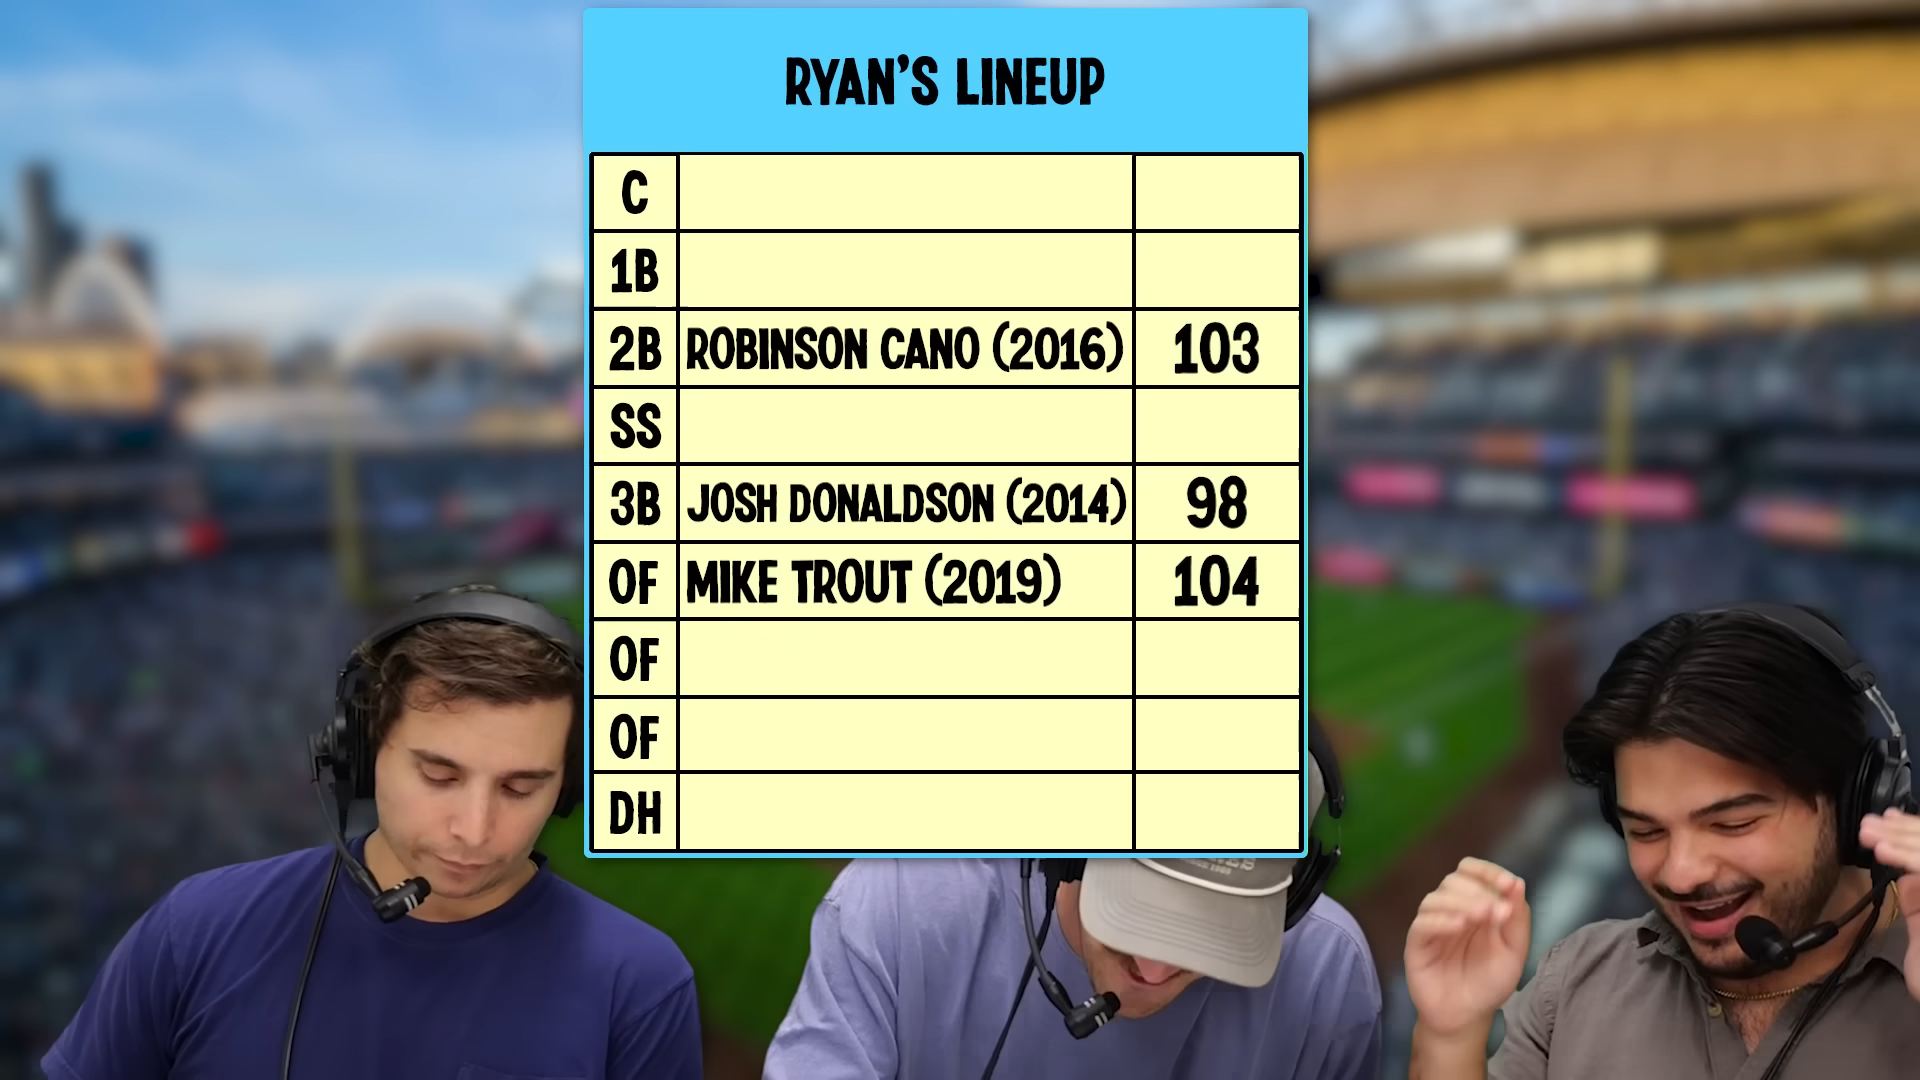 RYAN'S LINEUP
C
1B
2B ROBINSON CANO (2016) 103
SS
3B JOSH DONALDSON (2014) 98
OF MIKE TROUT (2019) 104
OF
OF
DH